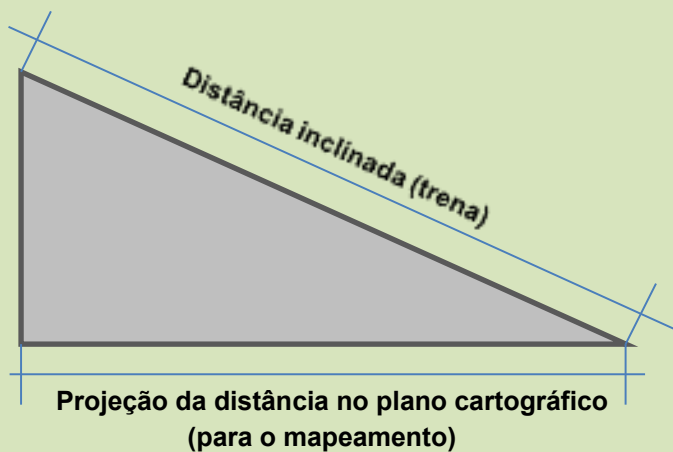 Distância inclinada (trena)
Projeção da distância no plano cartográfico
(para o mapeamento)